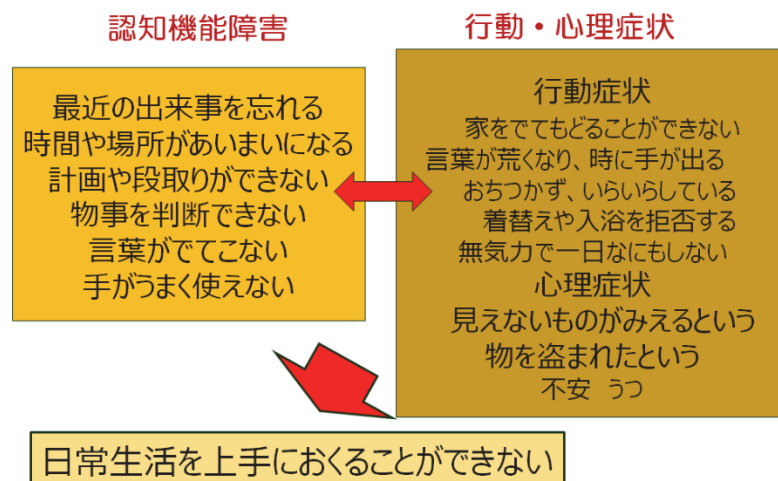 認知機能障害
最近の出来事を忘れる
時間や場所があいまいになる
計画や段取りができない
物事を判断できない
言葉がでてこない
手がうまく使えない
行動・心理症状
行動症状
家をでてもどることができない
言葉が荒くなり、時に手が出る
おちつかず、いらいらしている
着替えや入浴を拒否する
無気力で一日なにもしない
心理症状
見えないものがみえるという
物を盗まれたという
不安　うつ
日常生活を上手におくることができない